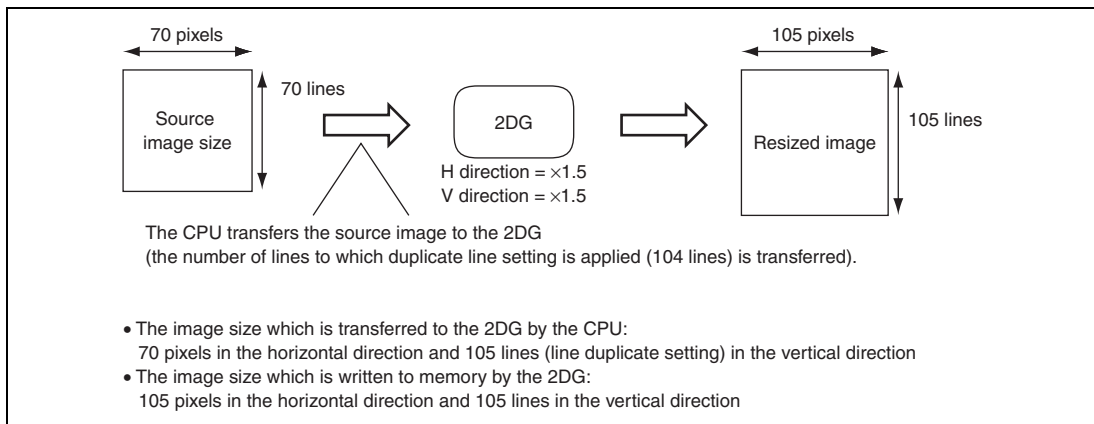 70 pixels
105 pixels
70 lines
Source
image size
2DG
Resized image
105 lines
H direction = ×1.5
V direction = ×1.5
The CPU transfers the source image to the 2DG
(the number of lines to which duplicate line setting is applied (104 lines) is transferred).
• The image size which is transferred to the 2DG by the CPU:
70 pixels in the horizontal direction and 105 lines (line duplicate setting) in the vertical direction
• The image size which is written to memory by the 2DG:
105 pixels in the horizontal direction and 105 lines in the vertical direction